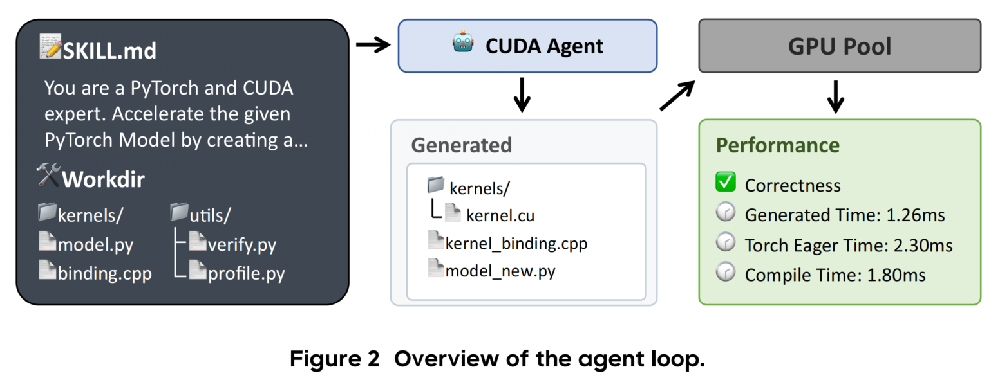 SKILL.md
You are a PyTorch and CUDA
expert. Accelerate the given
PyTorch Model by creating a...
Workdir
kernels/
model.py
binding.cpp
utils/
verify.py
profile.py
CUDA Agent
Generated
kernels/
kernel.cu
kernel_binding.cpp
model_new.py
GPU Pool
Performance
Correctness
Generated Time: 1.26ms
Torch Eager Time: 2.30ms
Compile Time: 1.80ms
Figure 2 Overview of the agent loop.